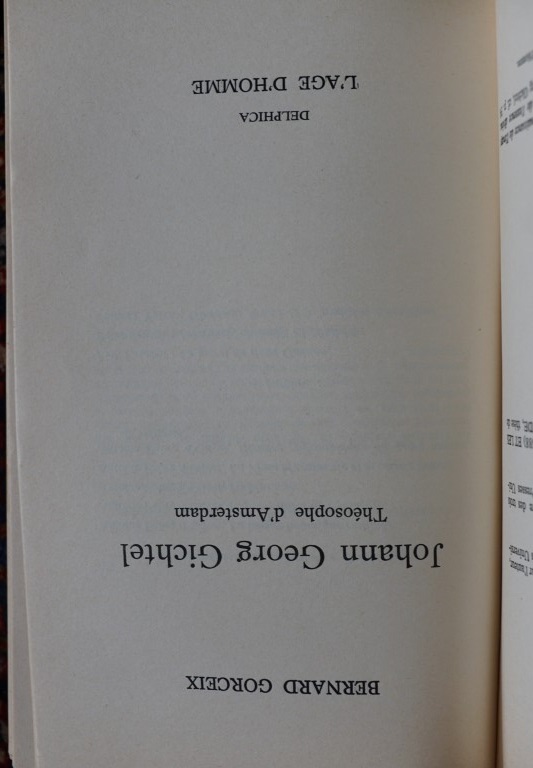 BERNARD GORCEIX
Johann Georg Gichtel
Théosophe d'Amsterdam
DELPHICA
L'AGE D'HOMME